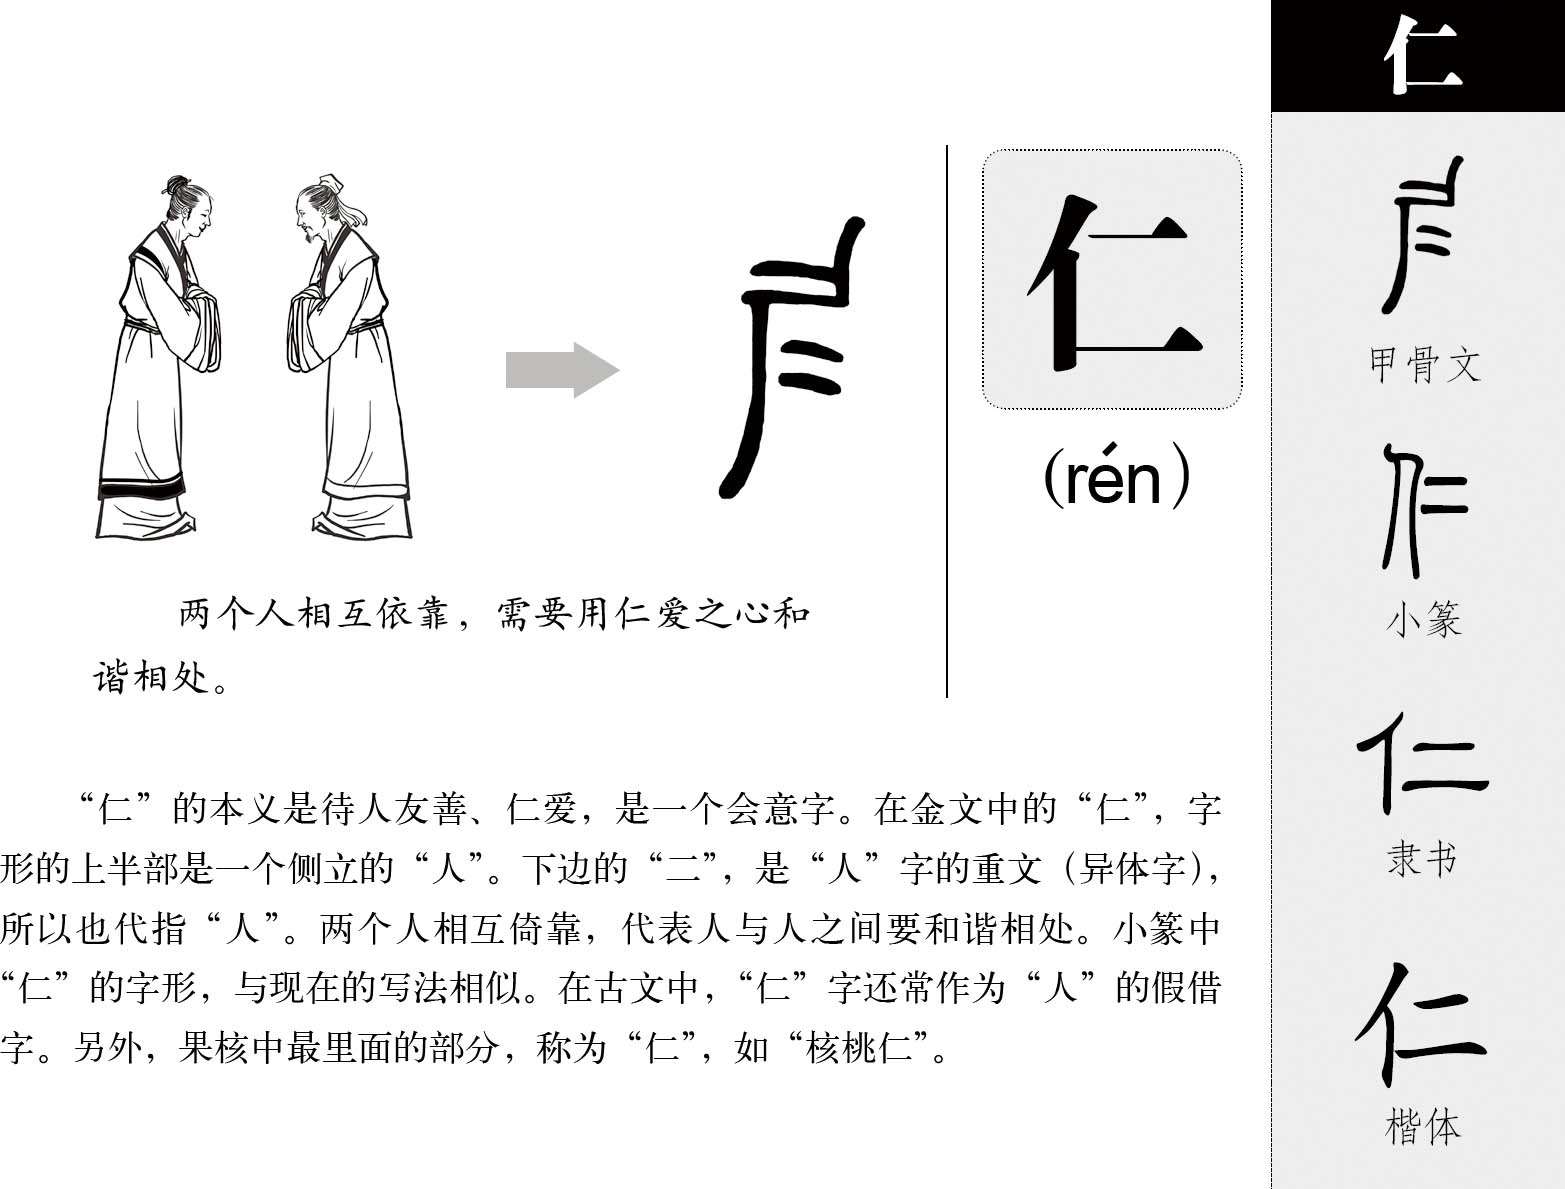 仁
(rén)
两个人相互依靠，需要用仁爱之心和
谐相处。
“仁”的本义是待人友善、仁爱，是一个会意字。在金文中的“仁”，字
形的上半部是一个侧立的“人”。下边的“二”，是“人”字的重文（异体字），
所以也代指“人”。两个人相互倚靠，代表人与人之间要和谐相处。小篆中
“仁”的字形，与现在的写法相似。在古文中，“仁”字还常作为“人”的假借
字。另外，果核中最里面的部分，称为“仁”，如“核桃仁”。
仁
甲骨文
仁
小篆
仁
隶书
仁
楷体